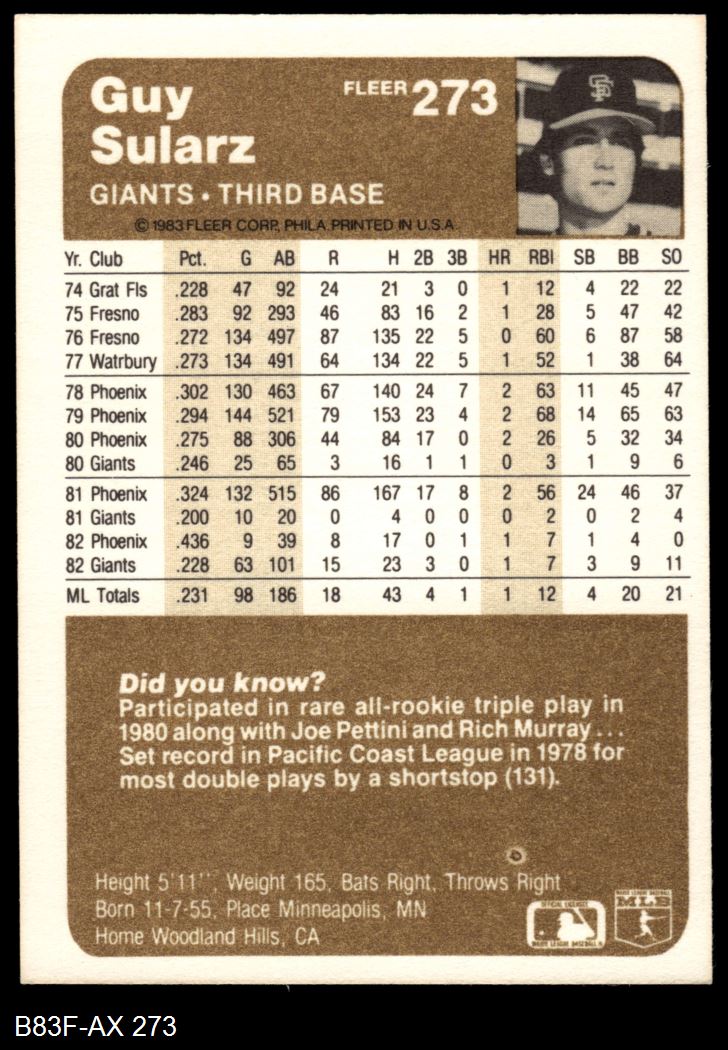 Guy
Sularz
FLEER 273
GIANTS • THIRD BASE
© 1983 FLEER CORP., PHILA. PRINTED IN U.S.A.
Yr. Club Pct. G AB R H 2B 3B HR RBI SB BB SO
74 Grat Fls .228 47 92 24 21 3 0 1 12 4 22 22
75 Fresno .283 92 293 46 83 16 2 1 28 5 47 42
76 Fresno .272 134 497 87 135 22 5 0 60 6 87 58
77 Watrbury .273 134 491 64 134 22 5 1 52 1 38 64
78 Phoenix .302 130 463 67 140 24 7 2 63 11 45 47
79 Phoenix .294 144 521 79 153 23 4 2 68 14 65 63
80 Phoenix .275 88 306 44 84 17 0 2 26 5 32 34
80 Giants .246 25 65 3 16 1 1 0 3 1 9 6
81 Phoenix .324 132 515 86 167 17 8 2 56 24 46 37
81 Giants .200 10 20 0 4 0 0 0 2 0 2 4
82 Phoenix .436 9 39 8 17 0 1 1 7 1 4 0
82 Giants .228 63 101 15 23 3 0 1 7 3 9 11
ML Totals .231 98 186 18 43 4 1 1 12 4 20 21
Did you know?
Participated in rare all-rookie triple play in
1980 along with Joe Pettini and Rich Murray . . .
Set record in Pacific Coast League in 1978 for
most double plays by a shortstop (131).
Height 5'11'', Weight 165, Bats Right, Throws Right
Born 11-7-55, Place Minneapolis, MN
Home Woodland Hills, CA
OFFICIAL LICENSEE
MAJOR LEAGUE BASEBALL
MAJOR LEAGUE BASEBALL
MLB
SF
B83F-AX 273